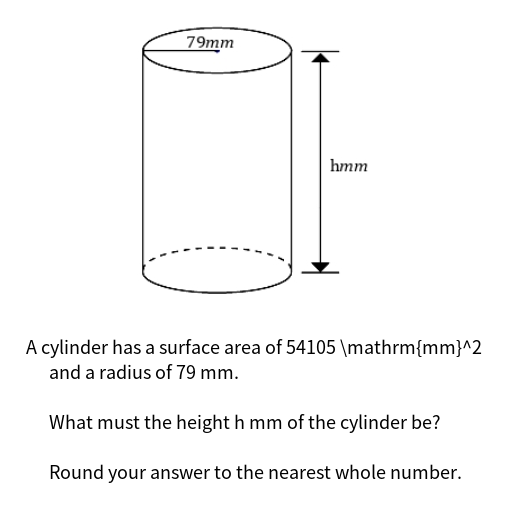 79mm
hmm
A cylinder has a surface area of 54105 \mathrm{mm}^2
and a radius of 79 mm.
What must the height h mm of the cylinder be?
Round your answer to the nearest whole number.